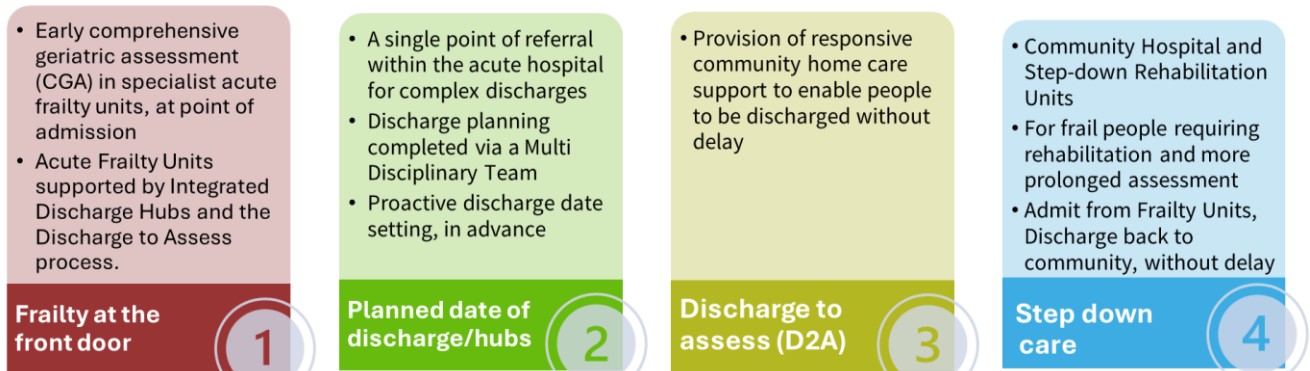 • Early comprehensive
geriatric assessment
(CGA) in specialist acute
frailty units, at point of
admission
• Acute Frailty Units
supported by Integrated
Discharge Hubs and the
Discharge to Assess
process.
Frailty at the
front door
1
• A single point of referral
within the acute hospital
for complex discharges
• Discharge planning
completed via a Multi
Disciplinary Team
• Proactive discharge date
setting, in advance
Planned date of
discharge/hubs
2
• Provision of responsive
community home care
support to enable people
to be discharged without
delay
Discharge to
assess (D2A)
3
• Community Hospital and
Step-down Rehabilitation
Units
• For frail people requiring
rehabilitation and more
prolonged assessment
• Admit from Frailty Units,
Discharge back to
community, without delay
Step down
care
4